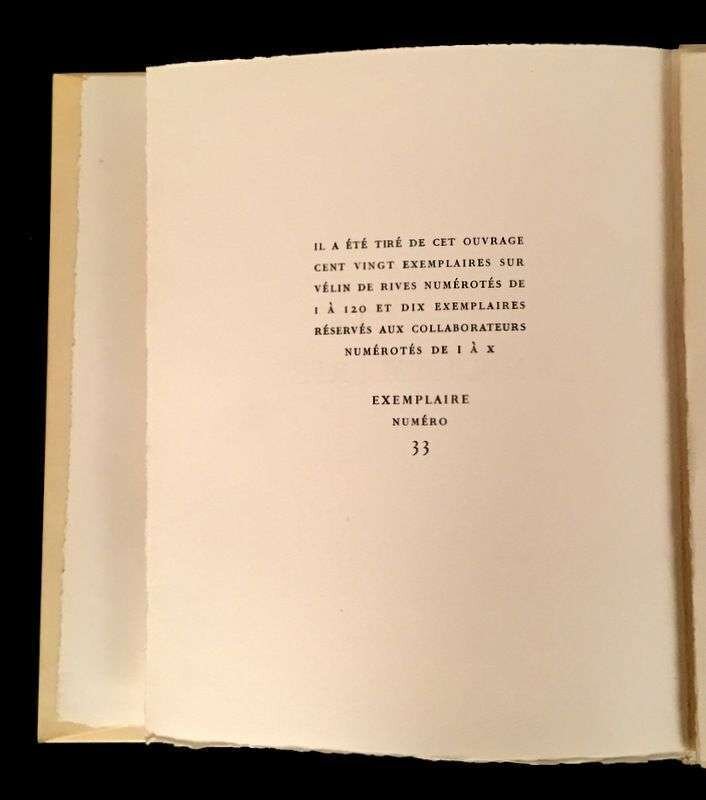 IL A ÉTÉ TIRÉ DE CET OUVRAGE
CENT VINGT EXEMPLAIRES SUR
VÉLIN DE RIVES NUMÉROTÉS DE
I À 120 ET DIX EXEMPLAIRES
RÉSERVÉS AUX COLLABORATEURS
NUMÉROTÉS DE I À X
EXEMPLAIRE
NUMÉRO
33